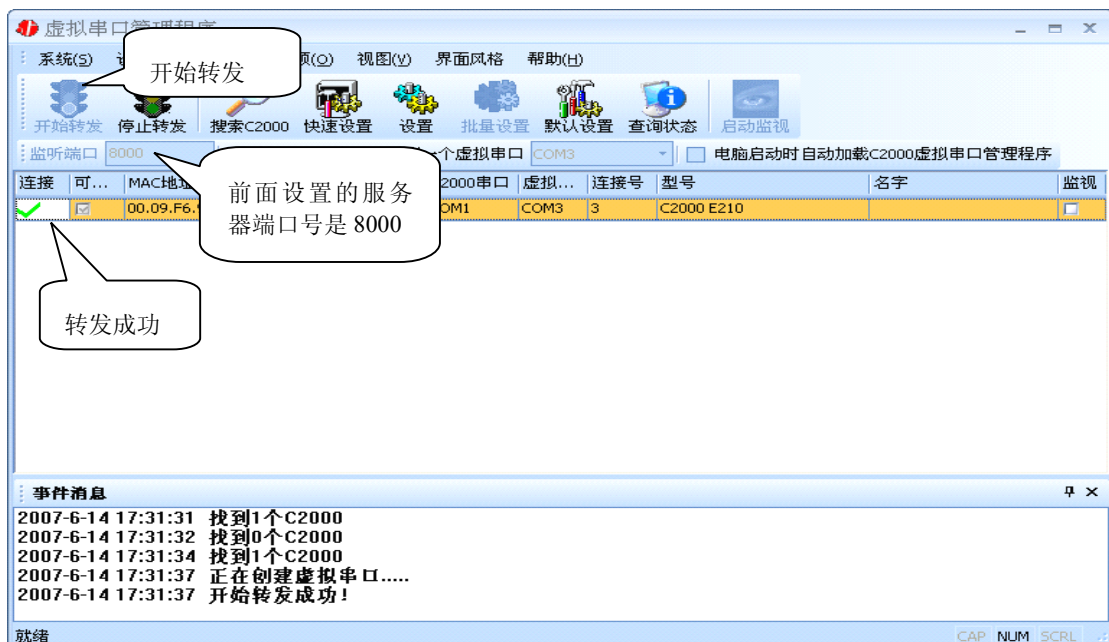 虚拟串口管理程序
系统(S) 项(O) 视图(V) 界面风格 帮助(H)
开始转发
开始转发 停止转发 搜索C2000 快速设置 设置 批量设置 默认设置 查询状态 启动监视
监听端口 8000 个虚拟串口 COM3 电脑启动时自动加载C2000虚拟串口管理程序
连接 可... MAC地址 2000串口 虚拟... 连接号 型号 名字 监视
00.09.F6. OM1 COM3 3 C2000 E210
前面设置的服务
器端口号是 8000
转发成功
事件消息
2007-6-14 17:31:31 找到1个C2000
2007-6-14 17:31:32 找到0个C2000
2007-6-14 17:31:34 找到1个C2000
2007-6-14 17:31:37 正在创建虚拟串口.....
2007-6-14 17:31:37 开始转发成功!
就绪 CAP NUM SCRL